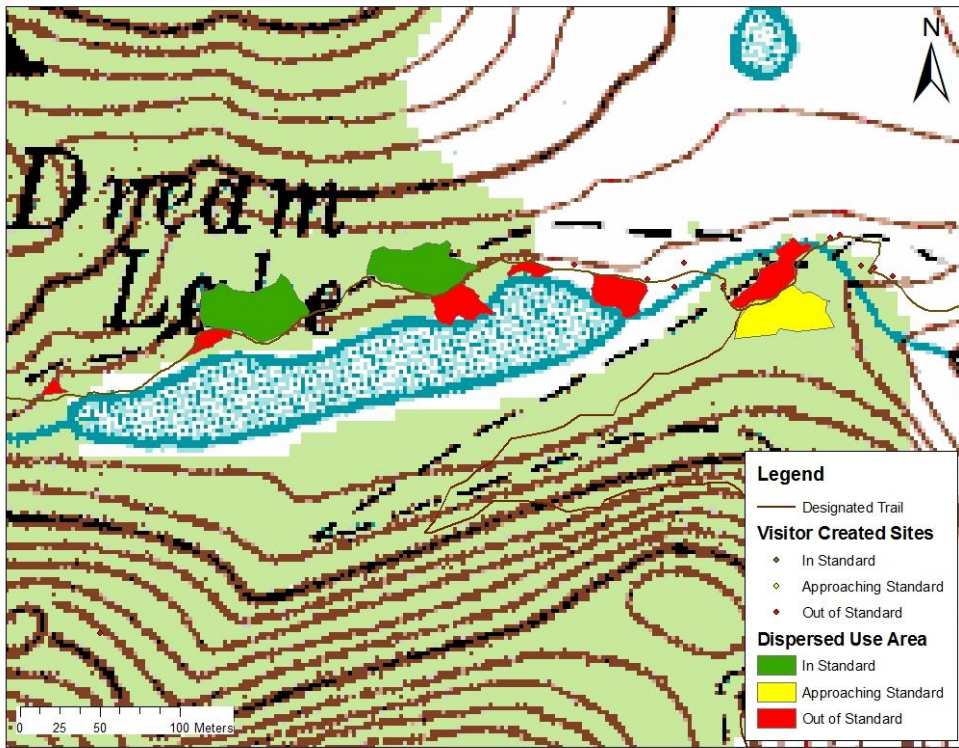 N
Dream
Lake
Legend
Designated Trail
Visitor Created Sites
In Standard
Approaching Standard
Out of Standard
Dispersed Use Area
In Standard
Approaching Standard
Out of Standard
0 25 50 100 Meters